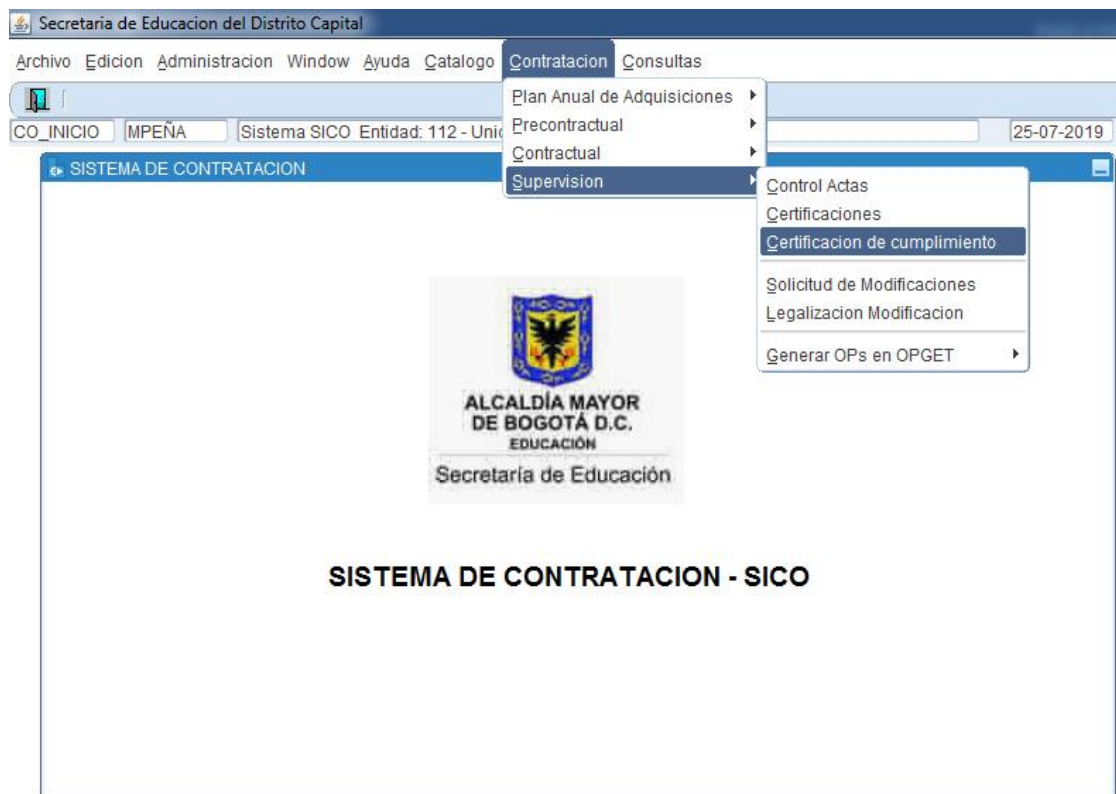 Secretaria de Educacion del Distrito Capital
Archivo Edicion Administracion Window Ayuda Catalogo Contratacion Consultas
Plan Anual de Adquisiciones
Precontractual
Contractual
Supervision
CO_INICIO MPEÑA Sistema SICO Entidad: 112 - 25-07-2019
SISTEMA DE CONTRATACION
Control Actas
Certificaciones
Certificacion de cumplimiento
Solicitud de Modificaciones
Legalizacion Modificacion
Generar OPs en OPGET
ALCALDÍA MAYOR
DE BOGOTÁ D.C.
EDUCACIÓN
Secretaría de Educación
SISTEMA DE CONTRATACION - SICO